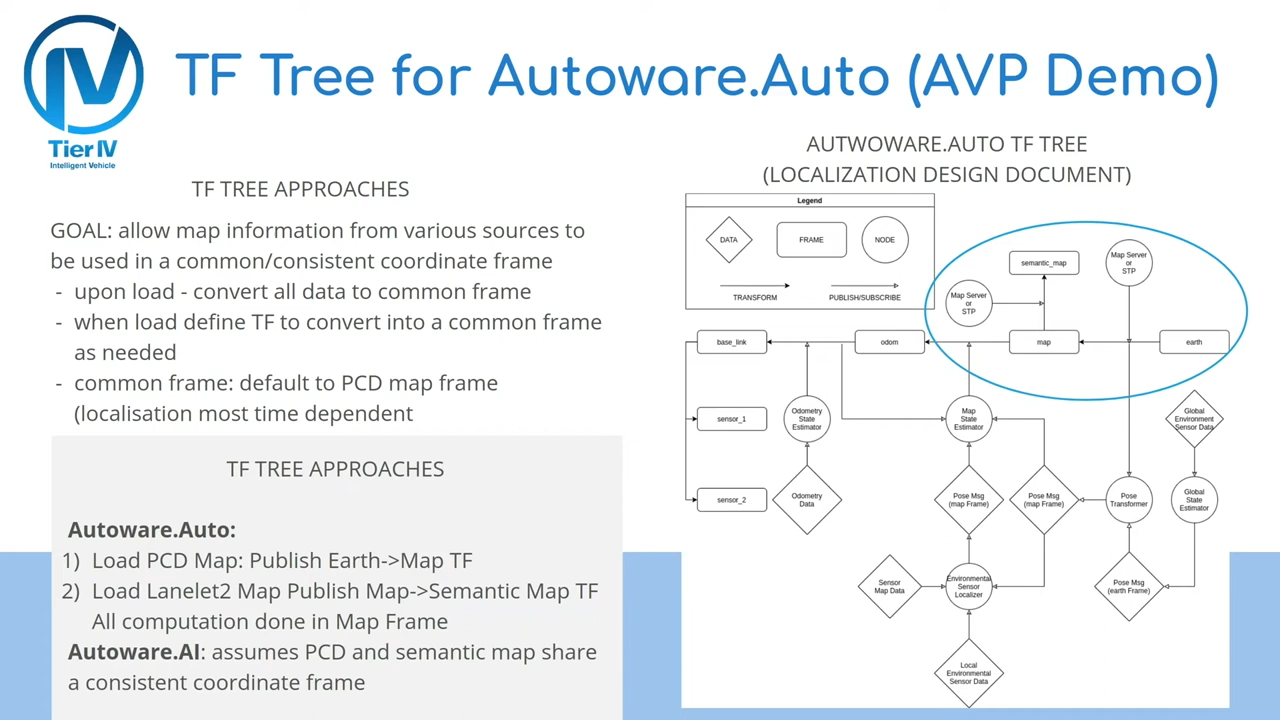 TierIV
Intelligent Vehicle
TF Tree for Autoware.Auto (AVP Demo)
TF TREE APPROACHES
GOAL: allow map information from various sources to
be used in a common/consistent coordinate frame
- upon load - convert all data to common frame
- when load define TF to convert into a common frame
as needed
- common frame: default to PCD map frame
(localisation most time dependent
TF TREE APPROACHES
Autoware.Auto:
1) Load PCD Map: Publish Earth->Map TF
2) Load Lanelet2 Map Publish Map->Semantic Map TF
All computation done in Map Frame
Autoware.AI: assumes PCD and semantic map share
a consistent coordinate frame
AUTWOWARE.AUTO TF TREE
(LOCALIZATION DESIGN DOCUMENT)
Legend
DATA
FRAME
NODE
TRANSFORM
PUBLISH/SUBSCRIBE
semantic_map
Map Server
or
STP
Map Server
or
STP
base_link
odom
map
earth
sensor_1
Odometry
State
Estimator
Map
State
Estimator
Global
Environment
Sensor Data
sensor_2
Odometry
Data
Pose Msg
(map Frame)
Pose Msg
(map Frame)
Pose
Transformer
Global
State
Estimator
Sensor
Map Data
Environmental
Sensor
Localizer
Pose Msg
(earth Frame)
Local
Environmental
Sensor Data